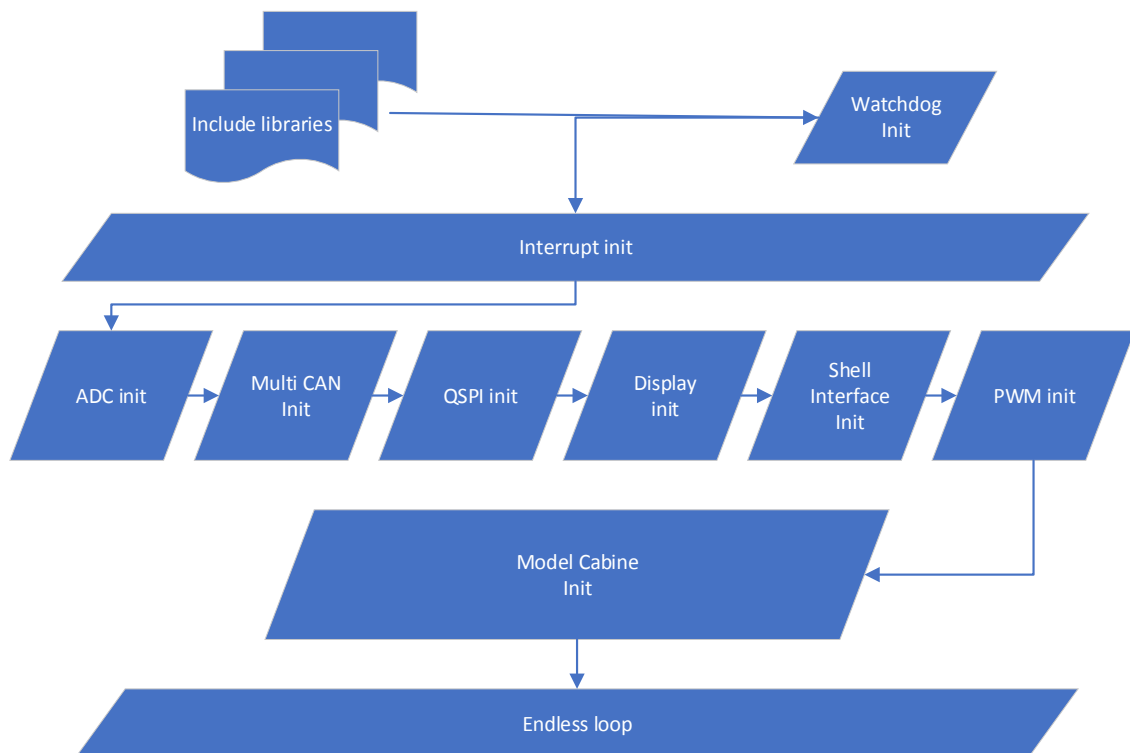 Include libraries
Watchdog
Init
Interrupt init
ADC init
Multi CAN
Init
QSPI init
Display
init
Shell
Interface
Init
PWM init
Model Cabine
Init
Endless loop